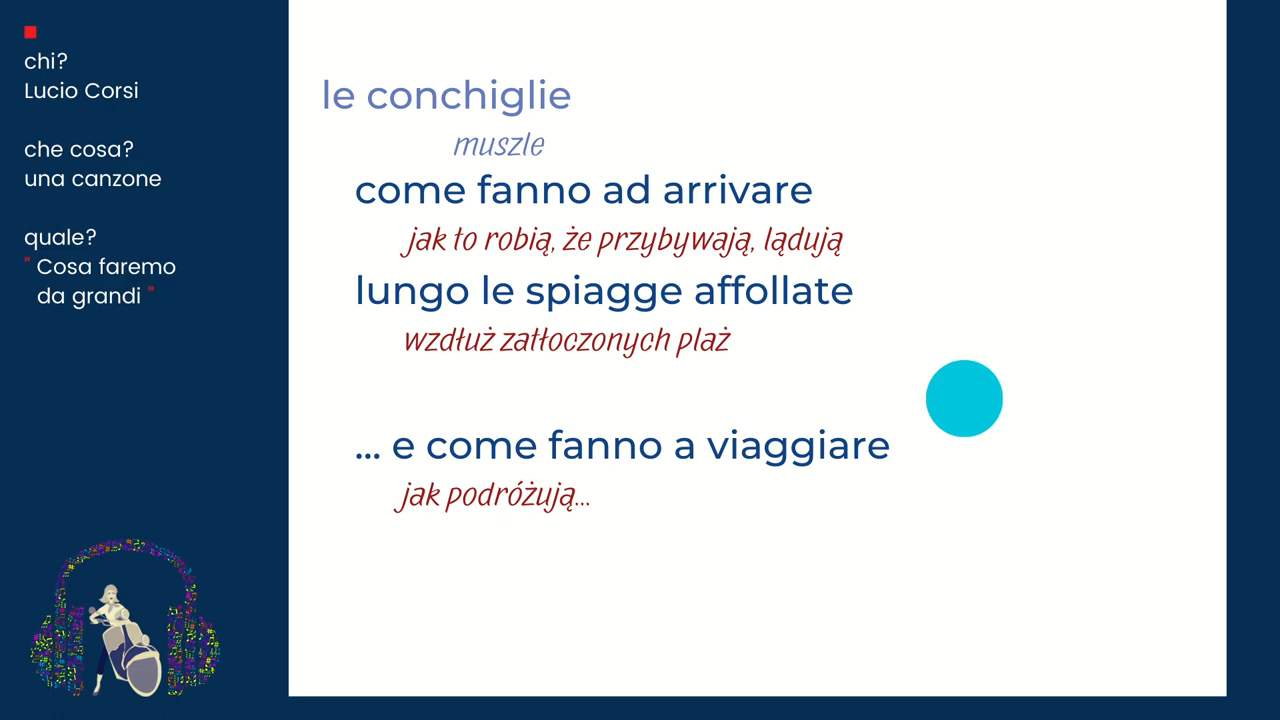 chi?
Lucio Corsi
che cosa?
una canzone
quale?
" Cosa faremo
da grandi "
le conchiglie
muszle
come fanno ad arrivare
jak to robią, że przybywają, lądują
lungo le spiagge affollate
wzdłuż zatłoczonych plaż
... e come fanno a viaggiare
jak podróżują...